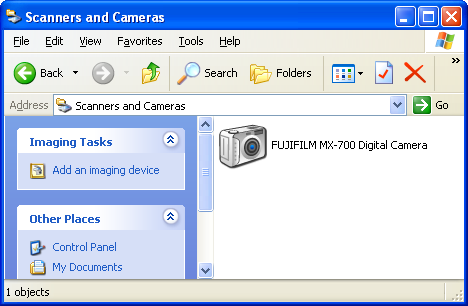 Scanners and Cameras
File Edit View Favorites Tools Help
Back Search Folders
Address Scanners and Cameras Go
Imaging Tasks
Add an imaging device
Other Places
Control Panel
My Documents
FUJIFILM MX-700 Digital Camera
1 objects